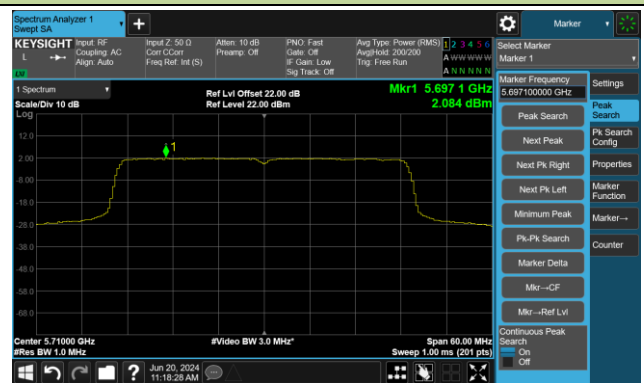 Spectrum Analyzer 1
Swept SA
+
Marker
KEYSIGHT
Input: RF
Coupling: AC
Align: Auto
Input Z: 50 Ω
Corr CCorr
Freq Ref: Int (S)
Atten: 10 dB
Preamp: Off
PNO: Fast
Gate: Off
IF Gain: Low
Sig Track: Off
Avg Type: Power (RMS)
Avg|Hold: 200/200
Trig: Free Run
1 2 3 4 5 6
A W W W W W
A N N N N N
L
Select Marker
Marker 1
1 Spectrum
Scale/Div 10 dB
Log
Ref Lvl Offset 22.00 dB
Ref Level 22.00 dBm
Mkr1 5.697 1 GHz
2.084 dBm
1
12.0
2.00
-8.00
-18.0
-28.0
-38.0
-48.0
-58.0
-68.0
Center 5.71000 GHz
#Res BW 1.0 MHz
#Video BW 3.0 MHz*
Span 60.00 MHz
Sweep 1.00 ms (201 pts)
Marker Frequency
5.697100000 GHz
Peak Search
Next Peak
Next Pk Right
Next Pk Left
Minimum Peak
Pk-Pk Search
Marker Delta
Mkr→CF
Mkr→Ref Lvl
Continuous Peak
Search
On
Off
Settings
Peak
Search
Pk Search
Config
Properties
Marker
Function
Marker→
Counter
?
Jun 20, 2024
11:18:28 AM